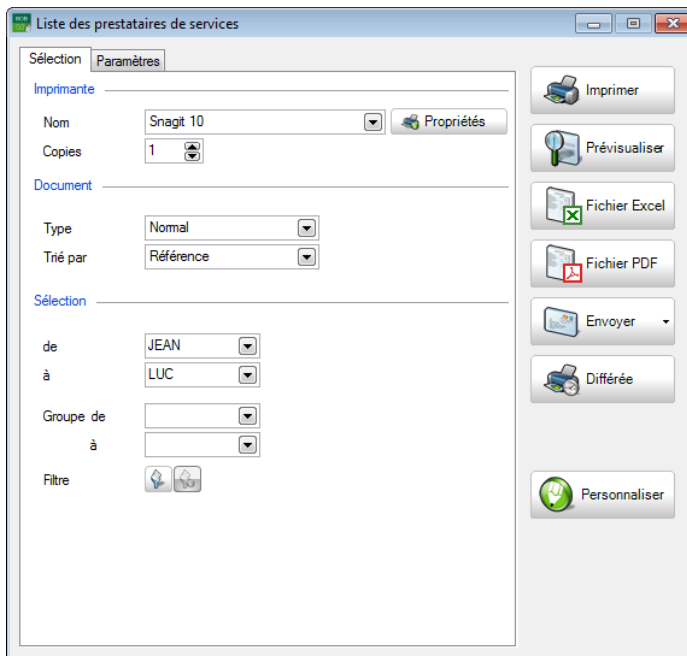 BOB
Liste des prestataires de services
Sélection
Paramètres
Imprimante
Nom
Snagit 10
Propriétés
Copies
1
Document
Type
Normal
Trié par
Référence
Sélection
de
JEAN
à
LUC
Groupe de
à
Filtre
Imprimer
Prévisualiser
Fichier Excel
Fichier PDF
Envoyer
Différée
Personnaliser